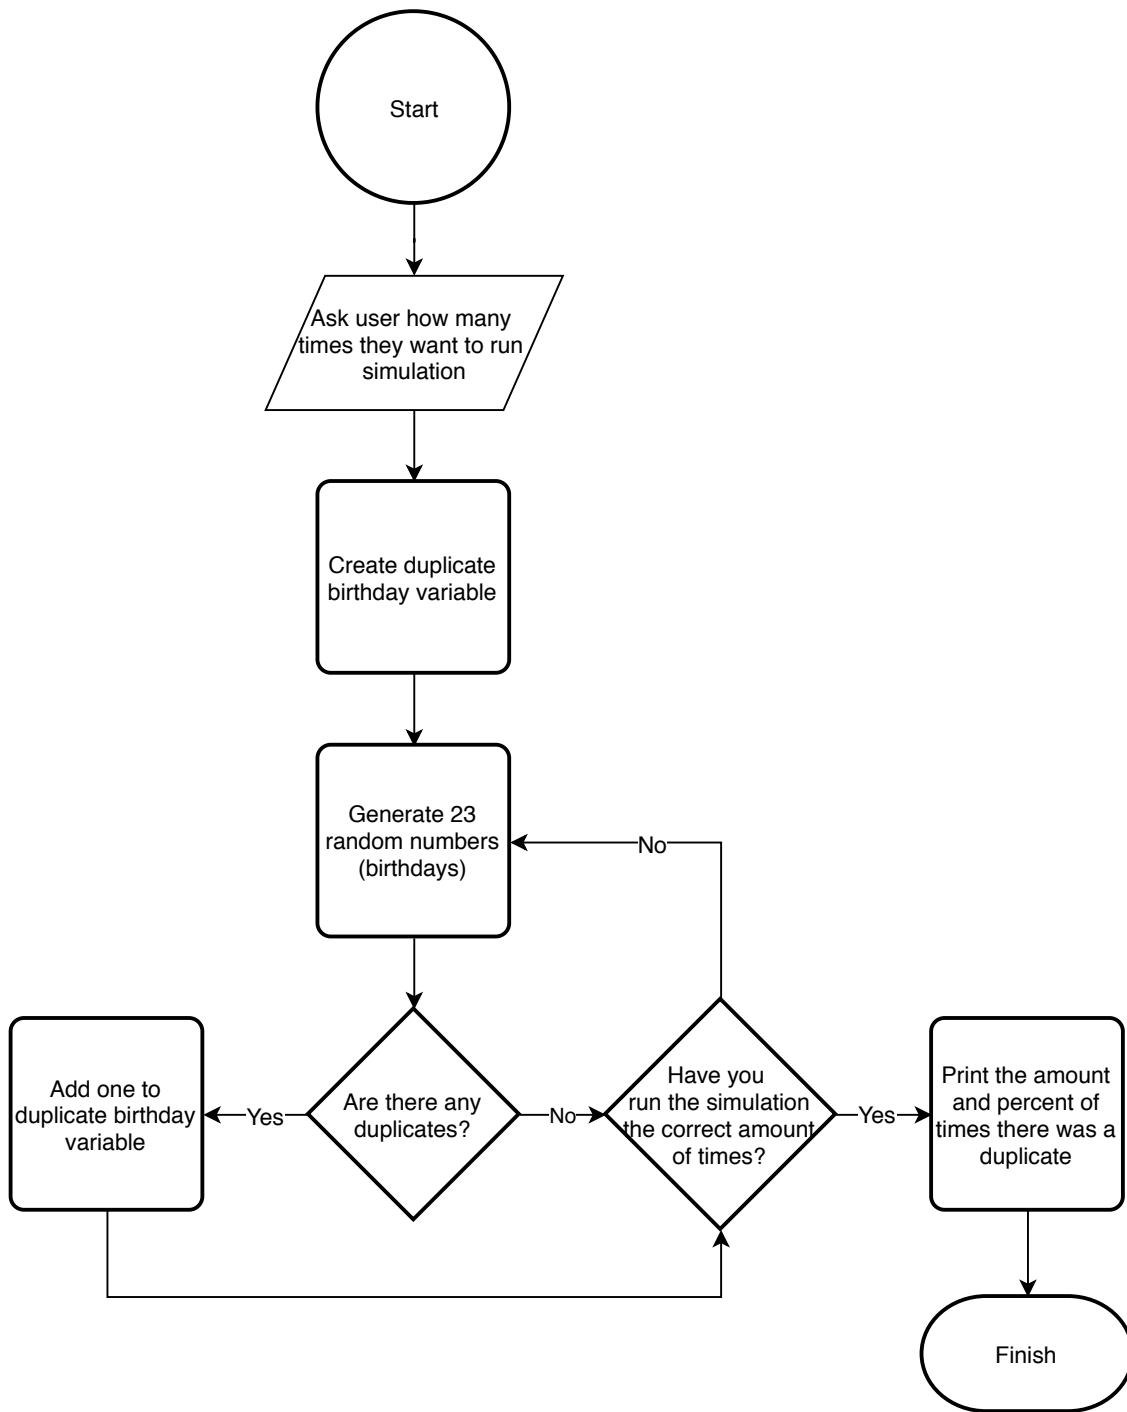 Start
Ask user how many
times they want to run
simulation
Create duplicate
birthday variable
Generate 23
random numbers
(birthdays)
No
Add one to
duplicate birthday
variable
Yes
Are there any
duplicates?
No
Have you
run the simulation
the correct amount
of times?
Yes
Print the amount
and percent of
times there was a
duplicate
Finish